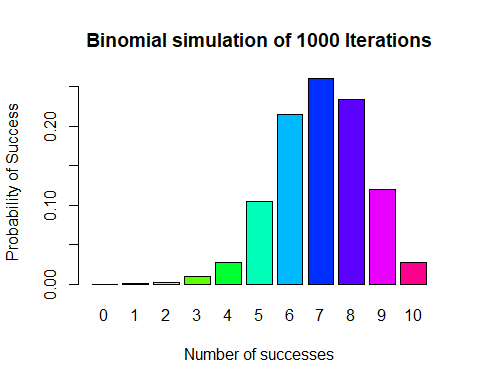 Binomial simulation of 1000 Iterations
Probability of Success
0.20
0.10
0.00
0 1 2 3 4 5 6 7 8 9 10
Number of successes